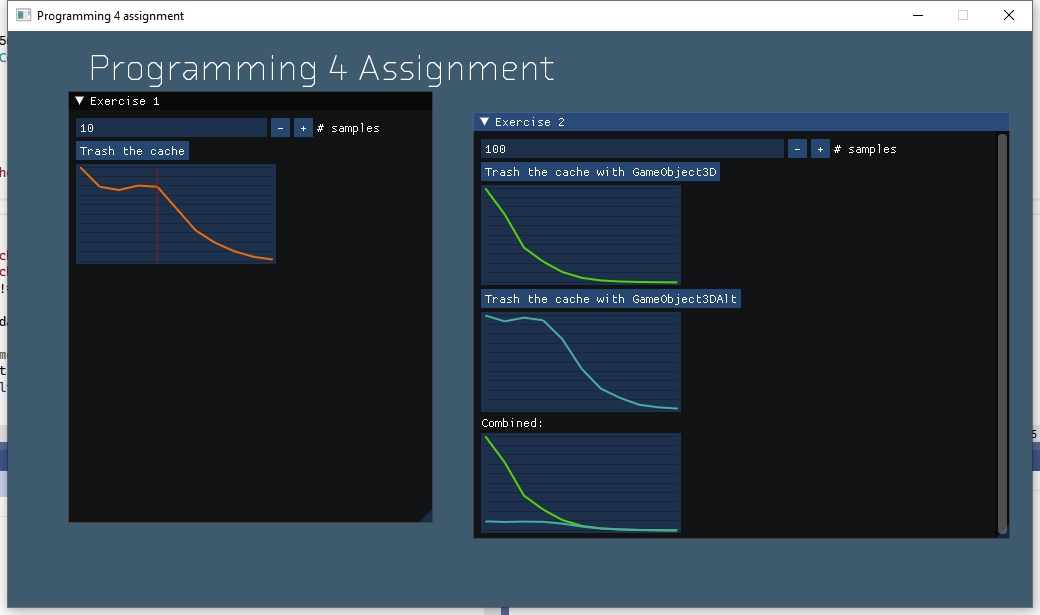 Programming 4 assignment
Programming 4 Assignment
Exercise 1
10 - + # samples
Trash the cache
Exercise 2
100 - + # samples
Trash the cache with GameObject3D
Trash the cache with GameObject3DAlt
Combined: